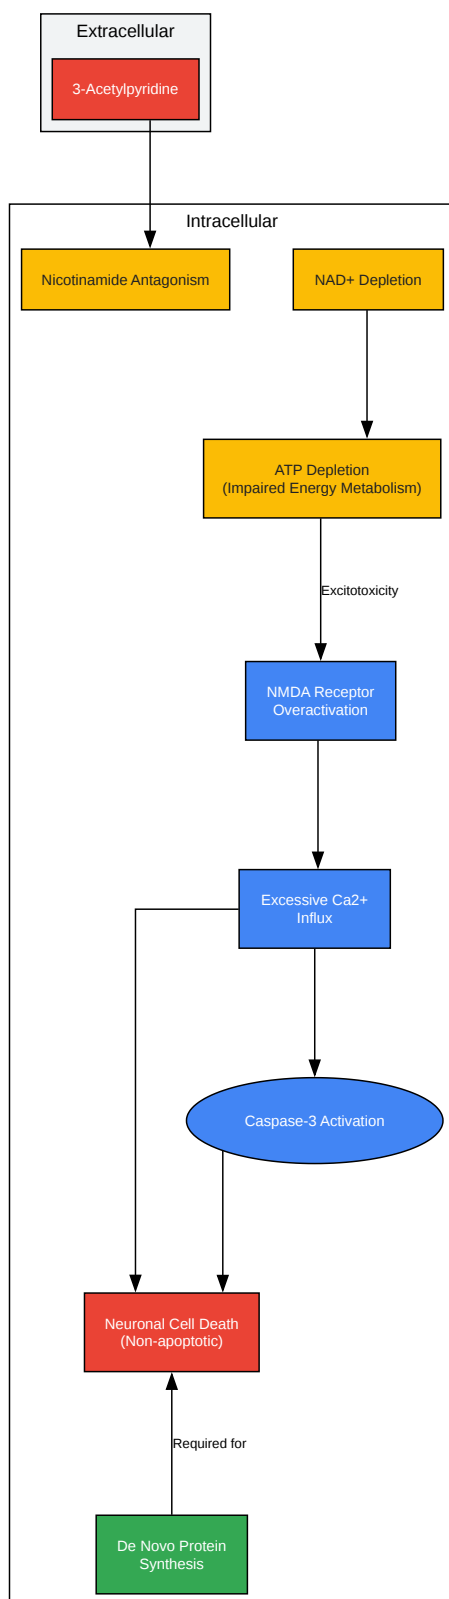 Extracellular
3-Acetylpyridine
Intracellular
Nicotinamide Antagonism
NAD+ Depletion
ATP Depletion
(Impaired Energy Metabolism)
Excitotoxicity
NMDA Receptor
Overactivation
Excessive Ca2+
Influx
Caspase-3 Activation
Neuronal Cell Death
(Non-apoptotic)
Required for
De Novo Protein
Synthesis